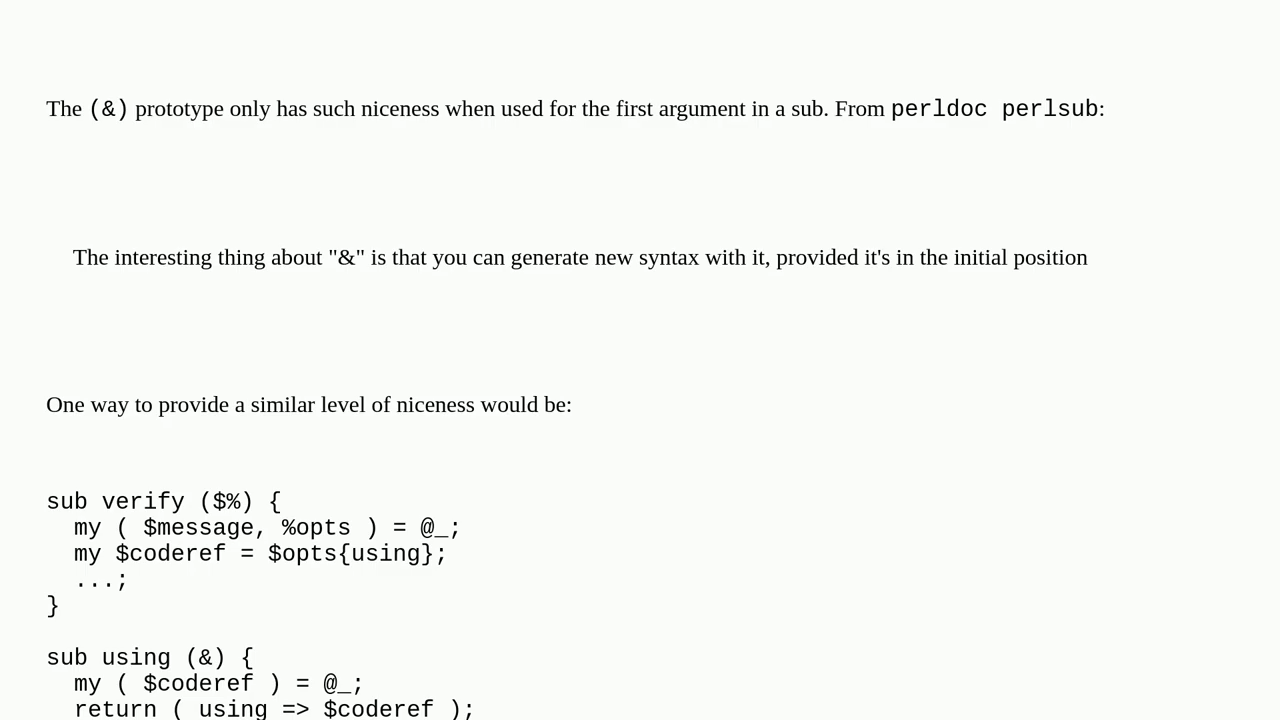 The (&) prototype only has such niceness when used for the first argument in a sub. From perldoc perlsub:
The interesting thing about "&" is that you can generate new syntax with it, provided it's in the initial position
One way to provide a similar level of niceness would be:
sub verify ($%) {
  my ( $message, %opts ) = @_;
  my $coderef = $opts{using};
  ...;
}
sub using (&) {
  my ( $coderef ) = @_;
  return ( using => $coderef );